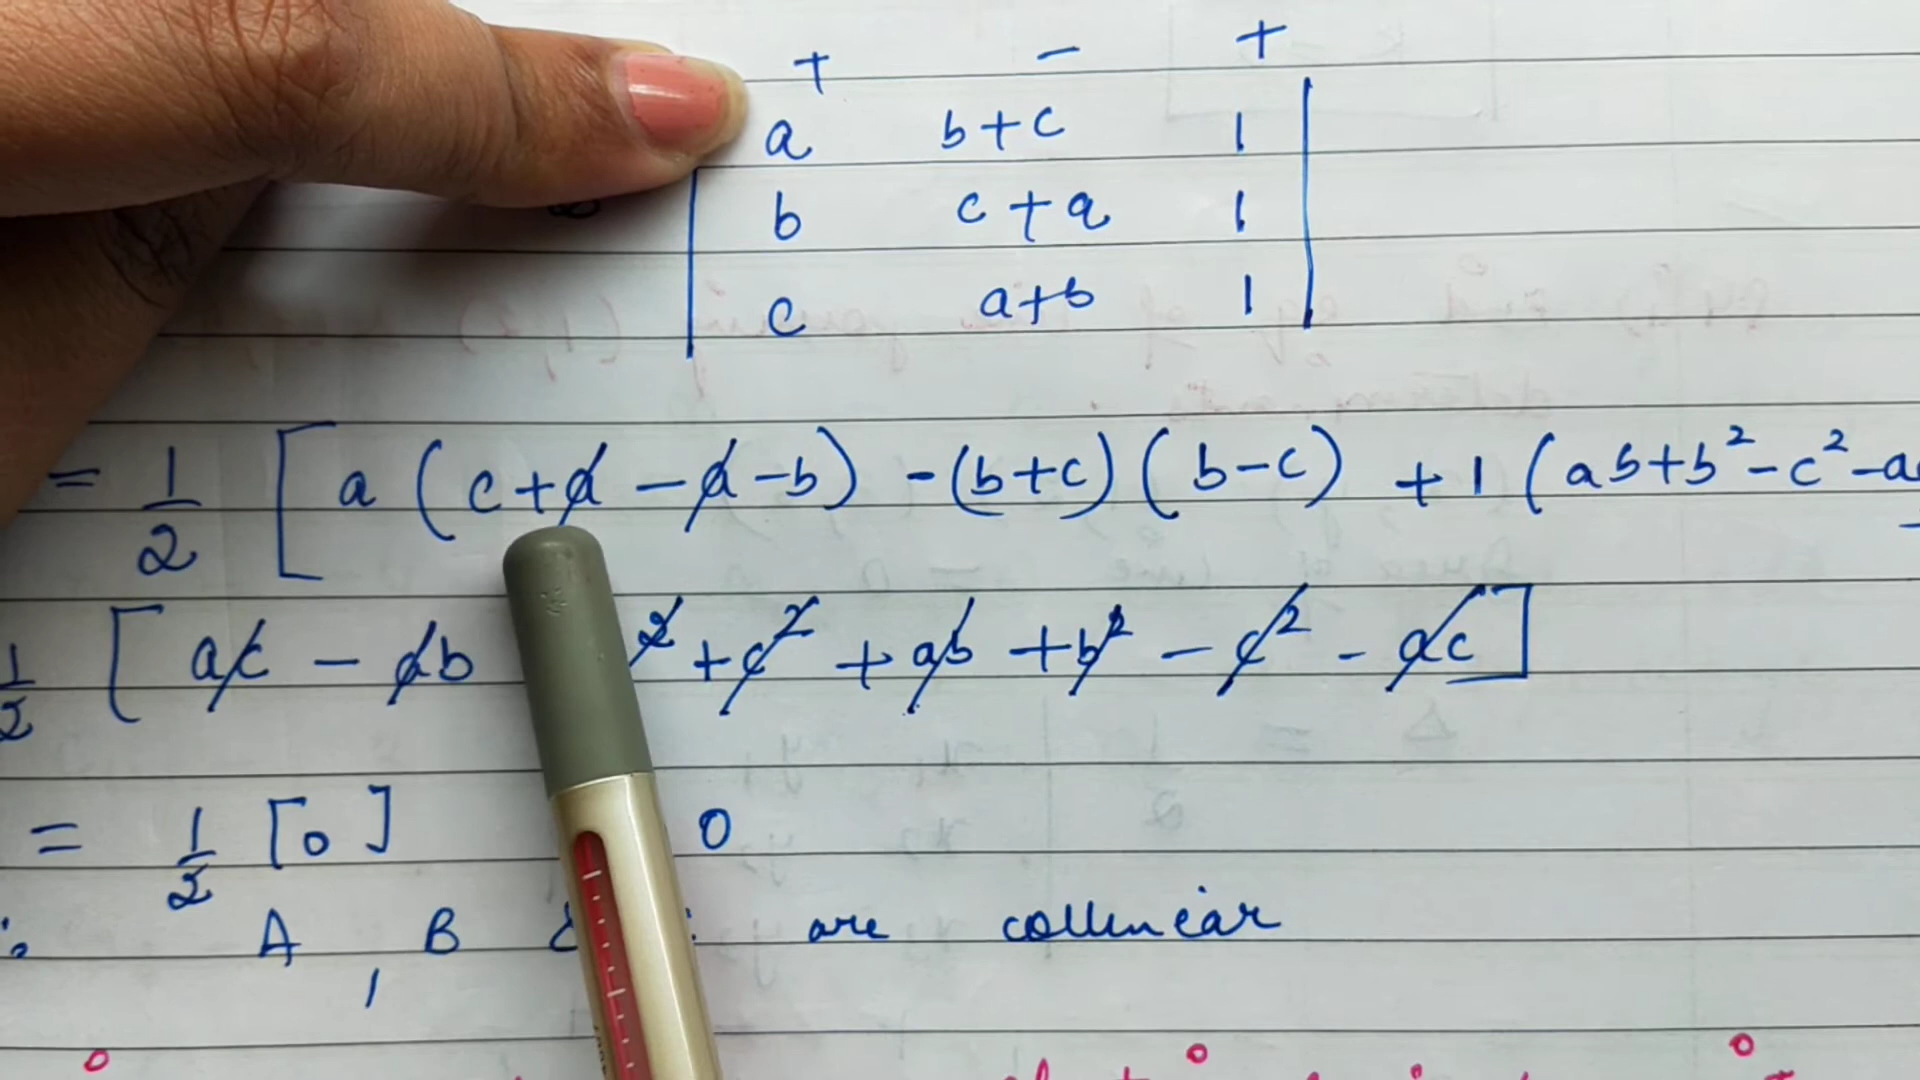 + − +
a b+c 1
b c+a 1
c a+b 1
= 1/2 [ a ( c+a −a −b ) − (b+c) ( b−c ) + 1 ( ab+b²−c²−a
1/2 [ ac − ab ² + c² + ab + b² − c² − ac ]
= 1/2 [ 0 ] 0
A , B & are collinear